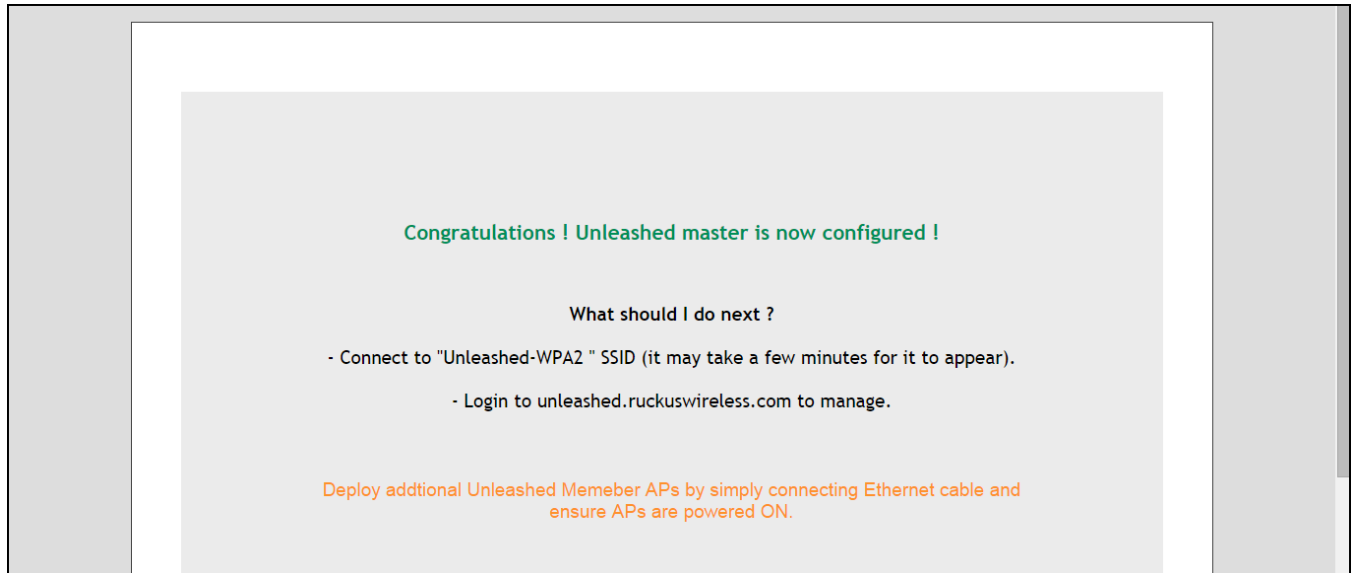 Congratulations ! Unleashed master is now configured !
What should I do next ?
- Connect to "Unleashed-WPA2 " SSID (it may take a few minutes for it to appear).
- Login to unleashed.ruckuswireless.com to manage.
Deploy addtional Unleashed Memeber APs by simply connecting Ethernet cable and
ensure APs are powered ON.